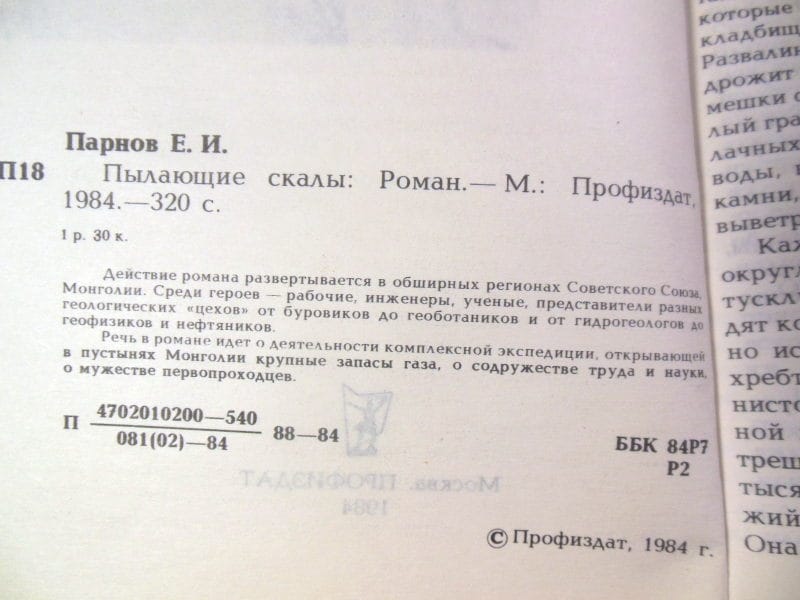 Парнов Е. И.
П18 Пылающие скалы: Роман.— М.: Профиздат,
1984.—320 с.
1 р. 30 к.
Действие романа развертывается в обширных регионах Советского Союза,
Монголии. Среди героев — рабочие, инженеры, ученые, представители разных
геологических «цехов» от буровиков до геоботаников и от гидрогеологов до
геофизиков и нефтяников.
Речь в романе идет о деятельности комплексной экспедиции, открывающей
в пустынях Монголии крупные запасы газа, о содружестве труда и науки,
о мужестве первопроходцев.
П 4702010200—540
081(02)—84 88—84
ББК 84Р7
Р2
Москва. ПРОФИЗДАТ
1984
© Профиздат, 1984 г.
которые
кладбищ
Развалин
дрожит
мешки с
лый гра
лачных
воды,
камни,
выветр
Каж
округл
тускл
дят ко
но ис
хребт
нисто
ной
трещ
тыся
жий
Она